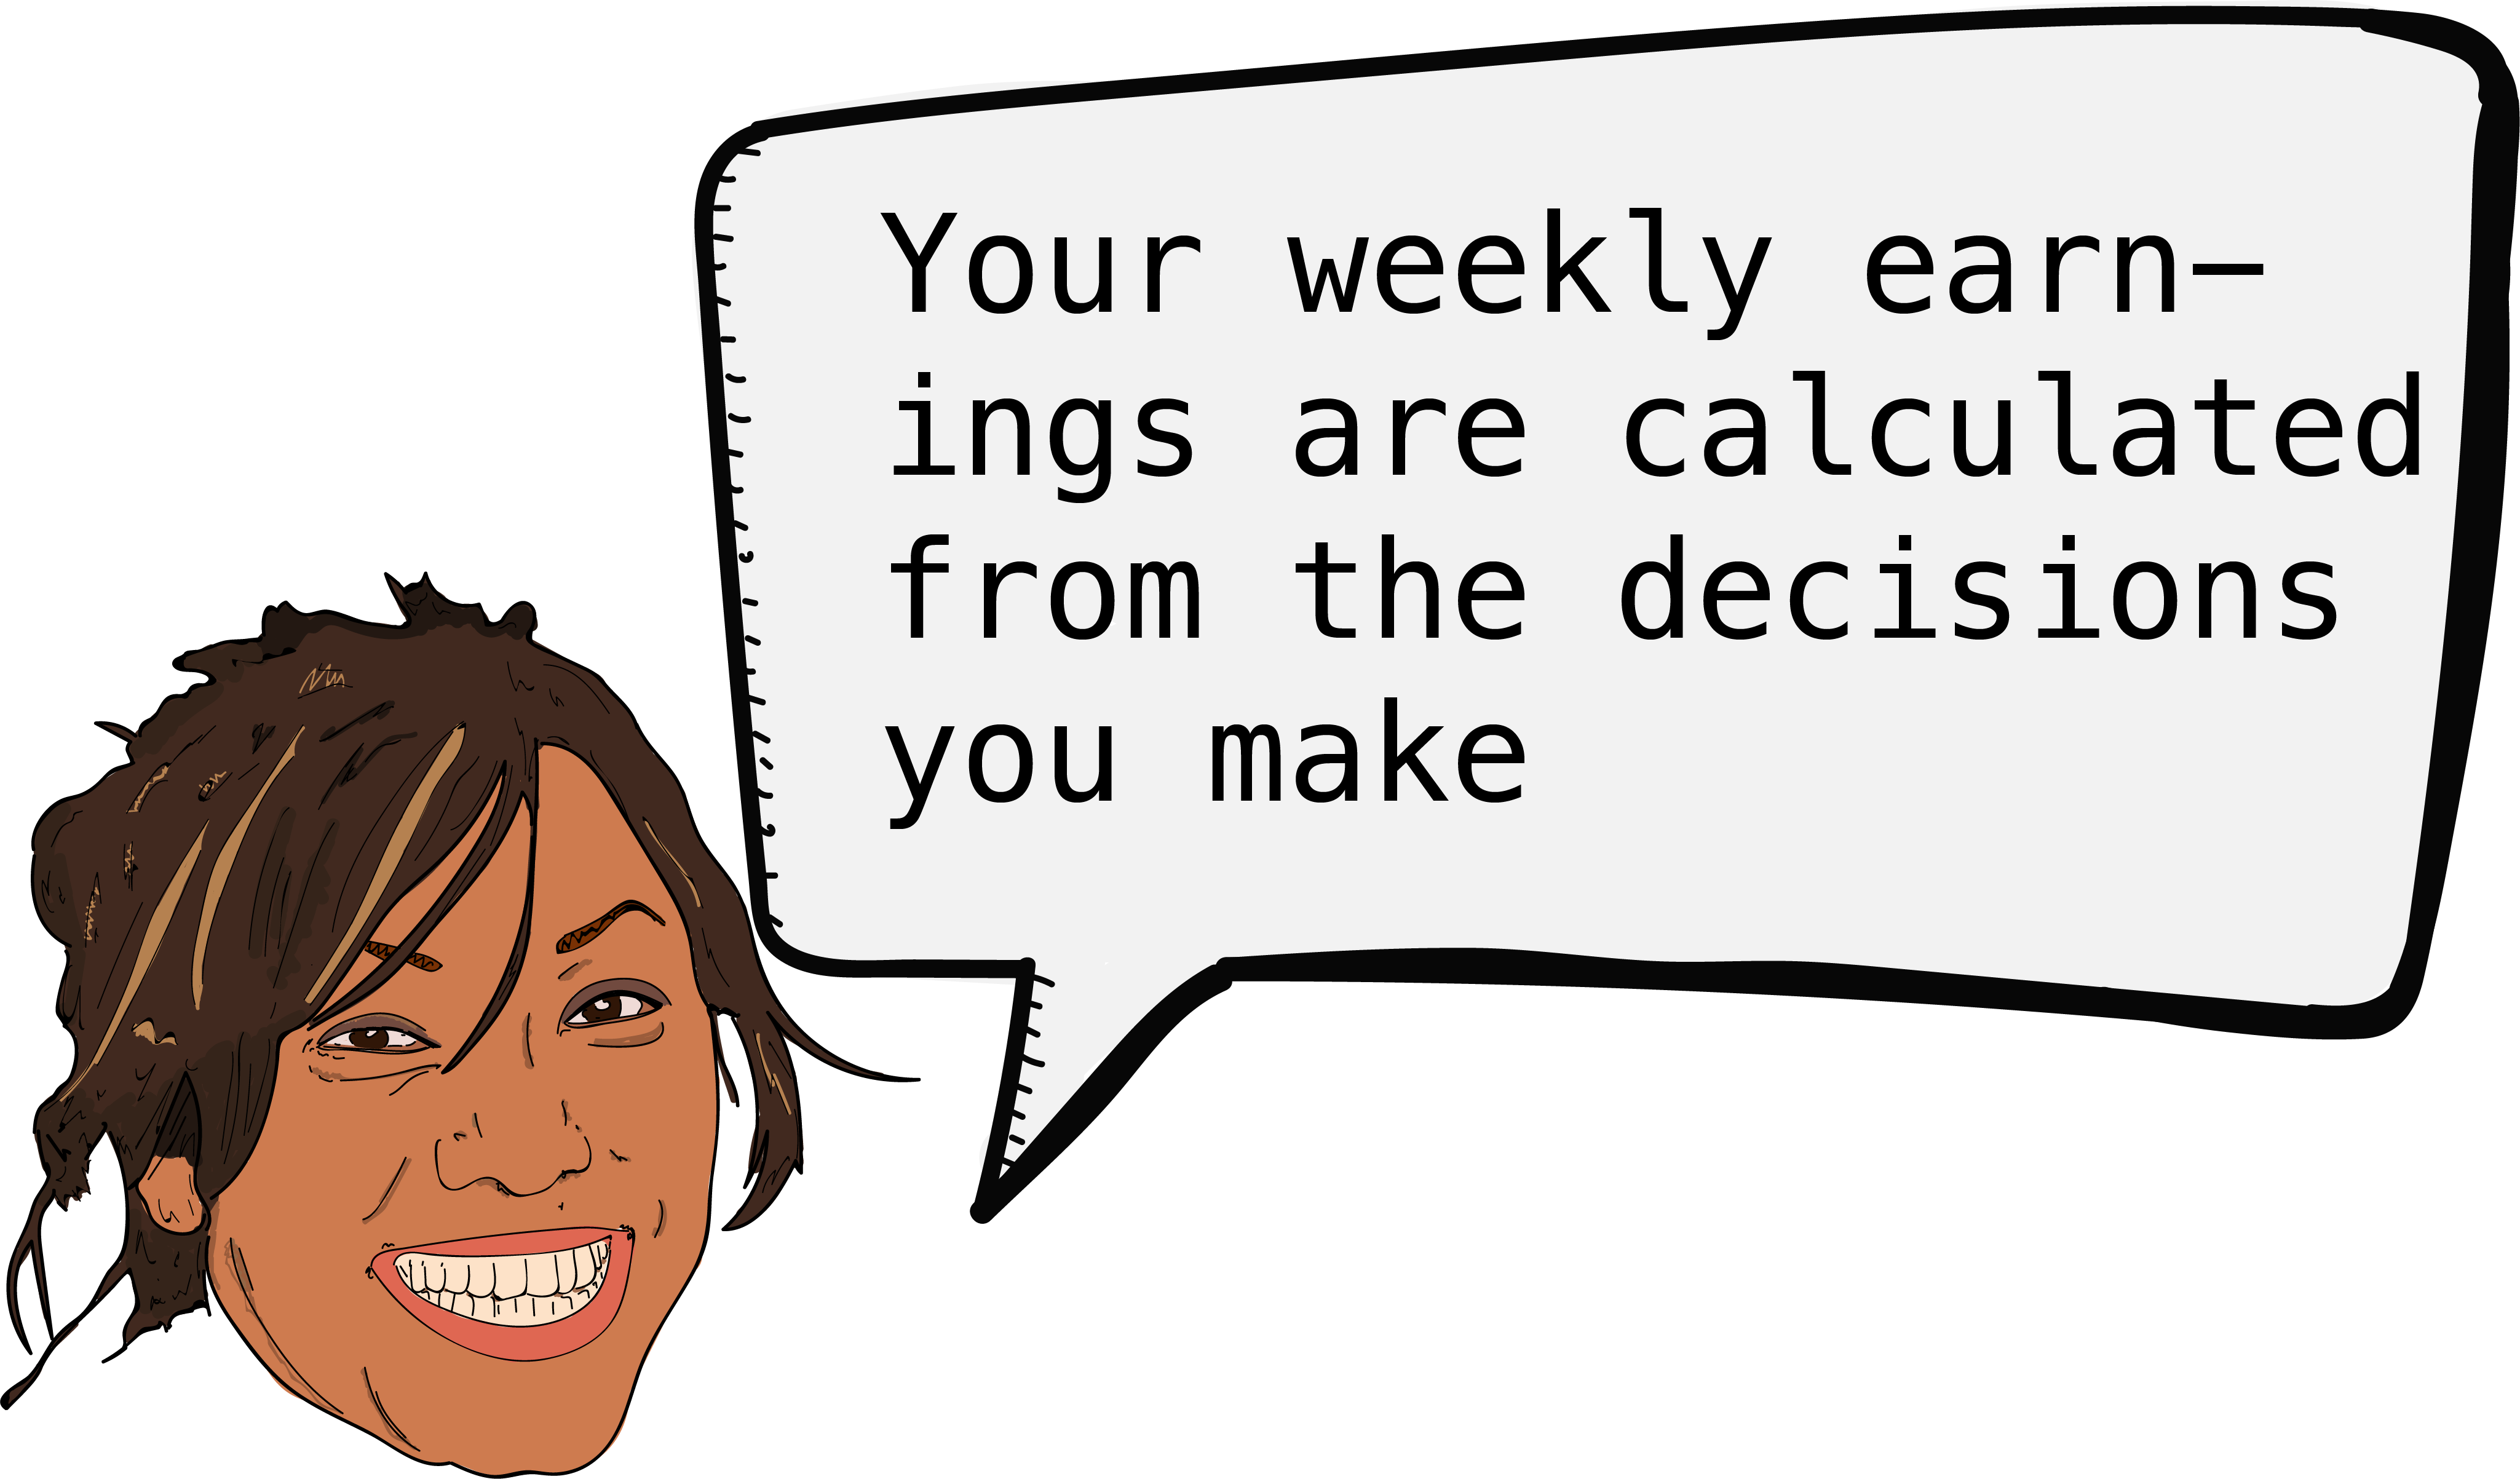 Your weekly earn–
ings are calculated
from the decisions
you make